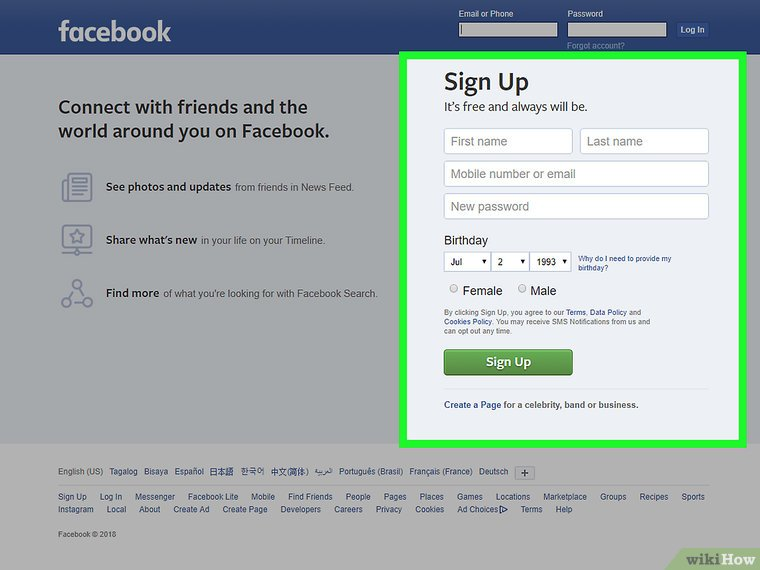 facebook
Email or Phone
Password
Log In
Forgot account?
Connect with friends and the
world around you on Facebook.
See photos and updates from friends in News Feed.
Share what's new in your life on your Timeline.
Find more of what you're looking for with Facebook Search.
Sign Up
It's free and always will be.
First name
Last name
Mobile number or email
New password
Birthday
Jul 2 1993 Why do I need to provide my
birthday?
Female Male
By clicking Sign Up, you agree to our Terms, Data Policy and
Cookies Policy. You may receive SMS Notifications from us and
can opt out any time.
Sign Up
Create a Page for a celebrity, band or business.
English (US) Tagalog Bisaya Español 日本語 한국어 中文(简体) العربية Português (Brasil) Français (France) Deutsch +
Sign Up Log In Messenger Facebook Lite Mobile Find Friends People Pages Places Games Locations Marketplace Groups Recipes Sports
Instagram Local About Create Ad Create Page Developers Careers Privacy Cookies Ad Choices Terms Help
Facebook © 2018
wikiHow